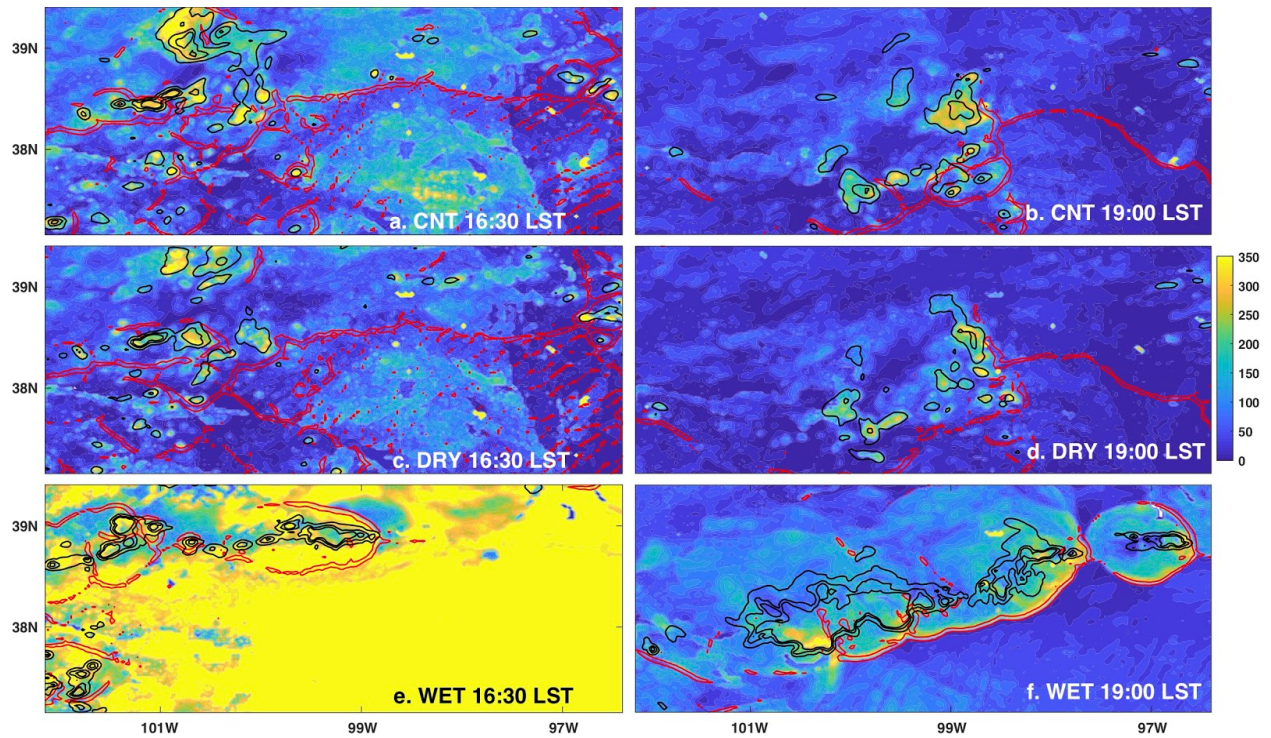 39N
38N
a. CNT 16:30 LST
b. CNT 19:00 LST
39N
38N
c. DRY 16:30 LST
d. DRY 19:00 LST
350
300
250
200
150
100
50
0
39N
38N
e. WET 16:30 LST
f. WET 19:00 LST
101W
99W
97W
101W
99W
97W